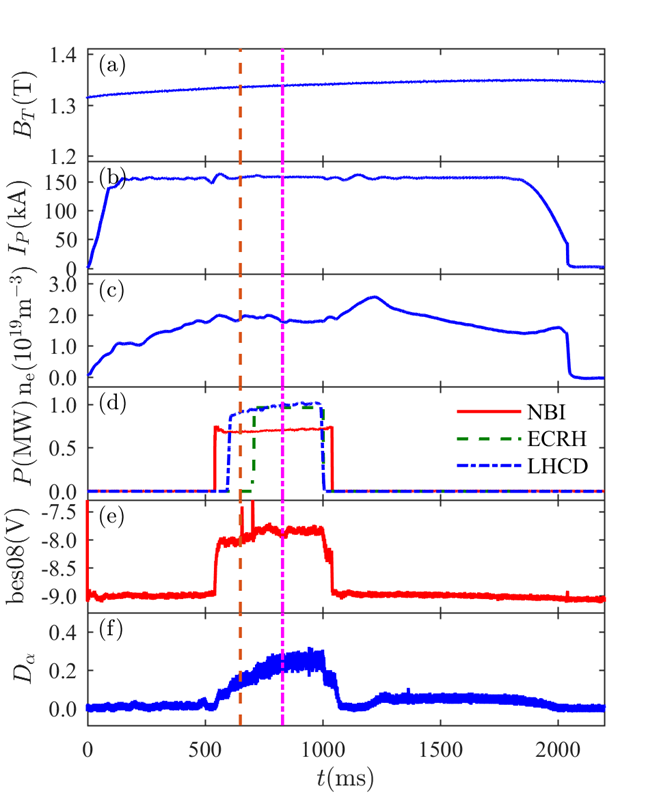 (a)
1.4
1.3
1.2
B_T(T)
(b)
150
100
50
0
I_P(kA)
(c)
3.0
2.0
1.0
0.0
n_e(10^19m^−3)
(d)
1.0
0.5
0.0
P(MW)
NBI
ECRH
LHCD
(e)
-7.5
-8.0
-8.5
-9.0
bes08(V)
(f)
0.4
0.2
0.0
D_α
0 500 1000 1500 2000
t(ms)